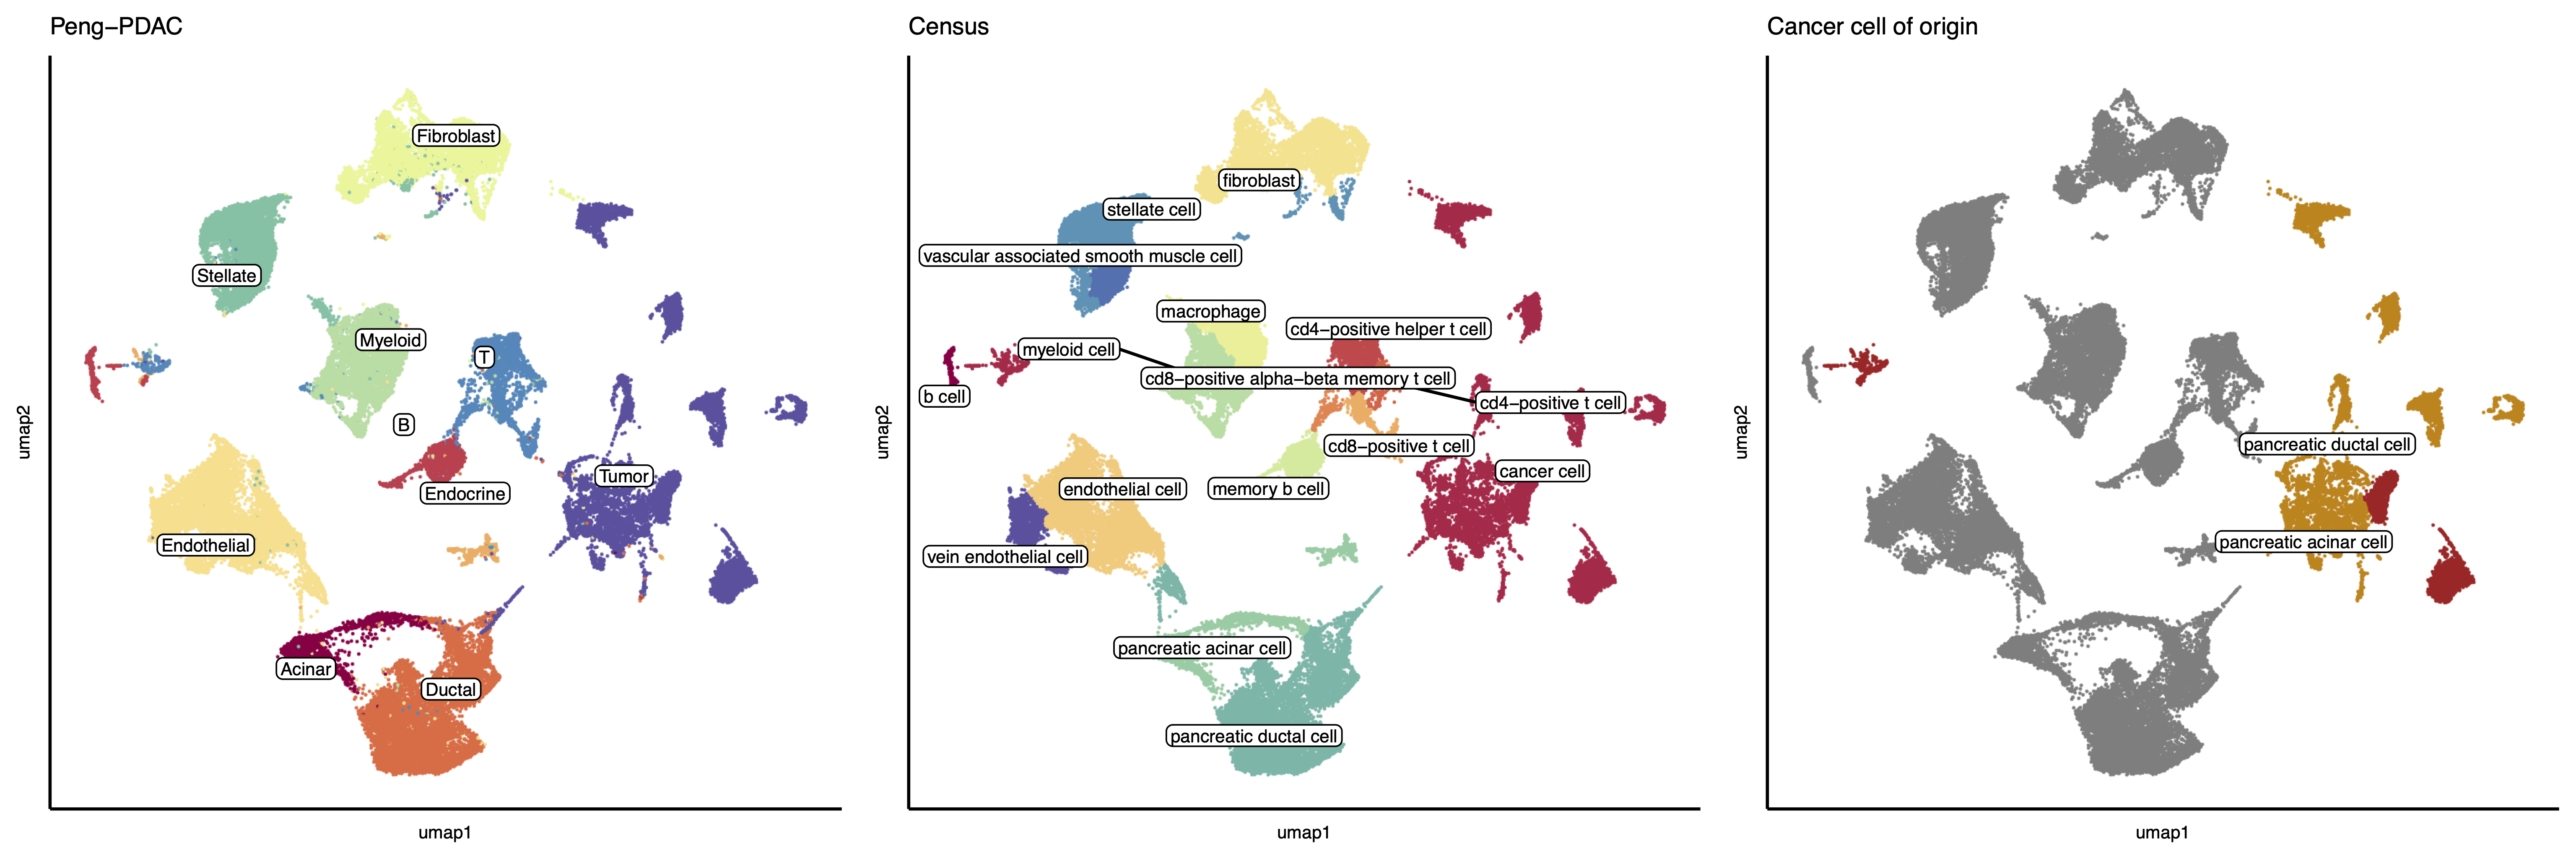 Peng−PDAC
Fibroblast
Stellate
Myeloid
T
B
Endocrine
Tumor
Endothelial
Acinar
Ductal
umap2
umap1
Census
fibroblast
stellate cell
vascular associated smooth muscle cell
macrophage
cd4−positive helper t cell
myeloid cell
cd8−positive alpha−beta memory t cell
b cell
cd4−positive t cell
cd8−positive t cell
cancer cell
endothelial cell
memory b cell
vein endothelial cell
pancreatic acinar cell
pancreatic ductal cell
umap2
umap1
Cancer cell of origin
pancreatic ductal cell
pancreatic acinar cell
umap2
umap1